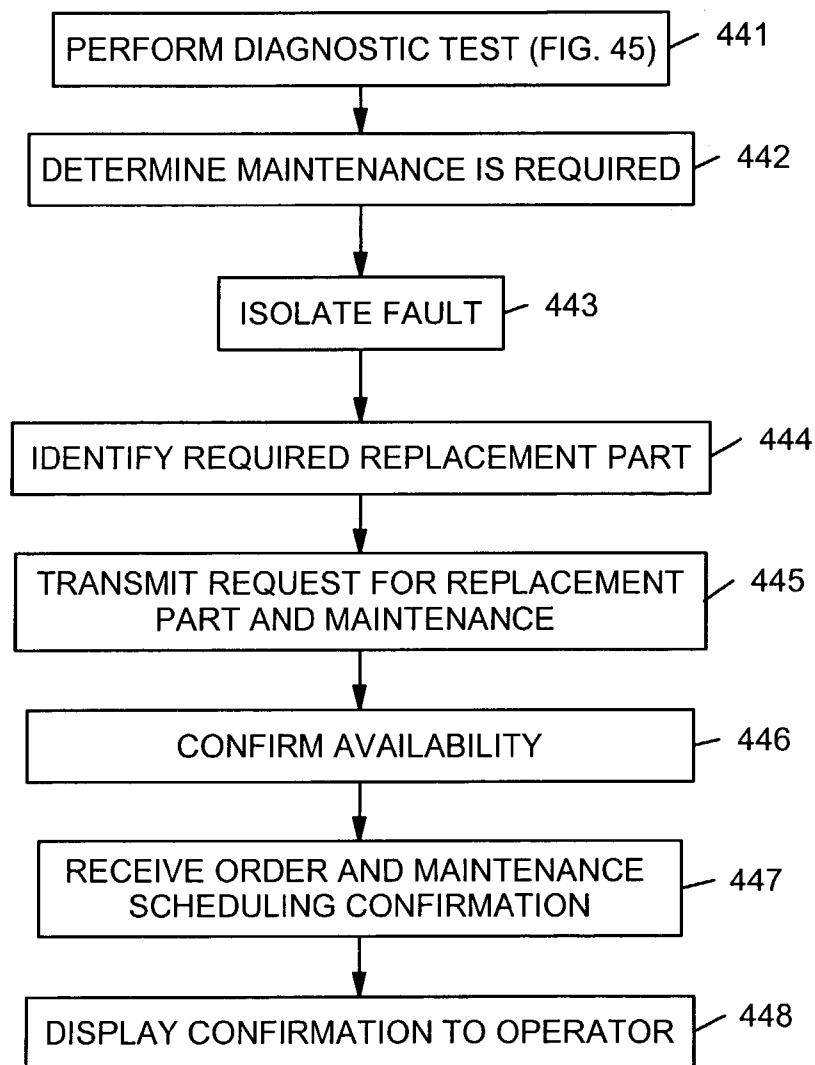 PERFORM DIAGNOSTIC TEST (FIG. 45)
441
DETERMINE MAINTENANCE IS REQUIRED
442
ISOLATE FAULT
443
IDENTIFY REQUIRED REPLACEMENT PART
444
TRANSMIT REQUEST FOR REPLACEMENT
PART AND MAINTENANCE
445
CONFIRM AVAILABILITY
446
RECEIVE ORDER AND MAINTENANCE
SCHEDULING CONFIRMATION
447
DISPLAY CONFIRMATION TO OPERATOR
448